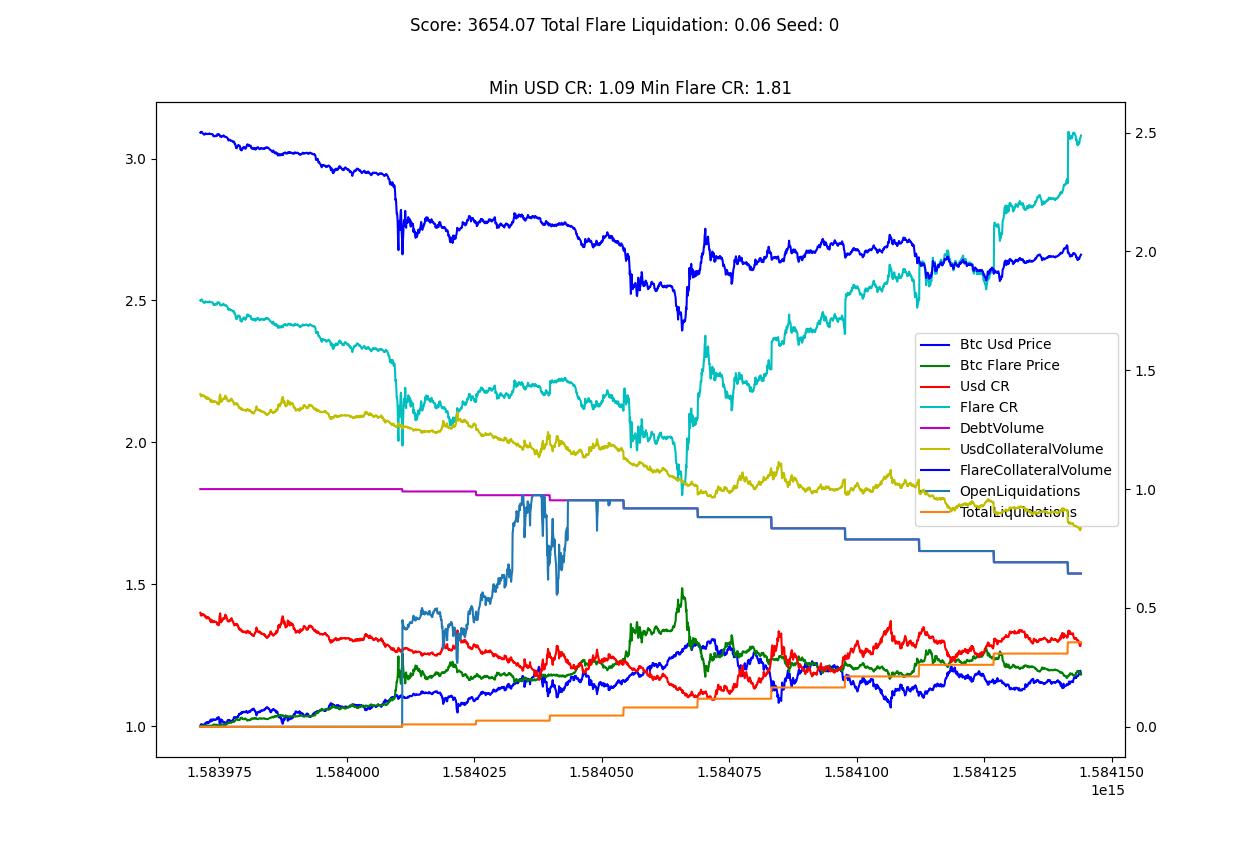 Score: 3654.07 Total Flare Liquidation: 0.06 Seed: 0
Min USD CR: 1.09 Min Flare CR: 1.81
3.0
2.5
2.0
1.5
1.0
2.5
2.0
1.5
1.0
0.5
0.0
Btc Usd Price
Btc Flare Price
Usd CR
Flare CR
DebtVolume
UsdCollateralVolume
FlareCollateralVolume
OpenLiquidations
TotalLiquidations
1.583975 1.584000 1.584025 1.584050 1.584075 1.584100 1.584125 1.584150
1e15